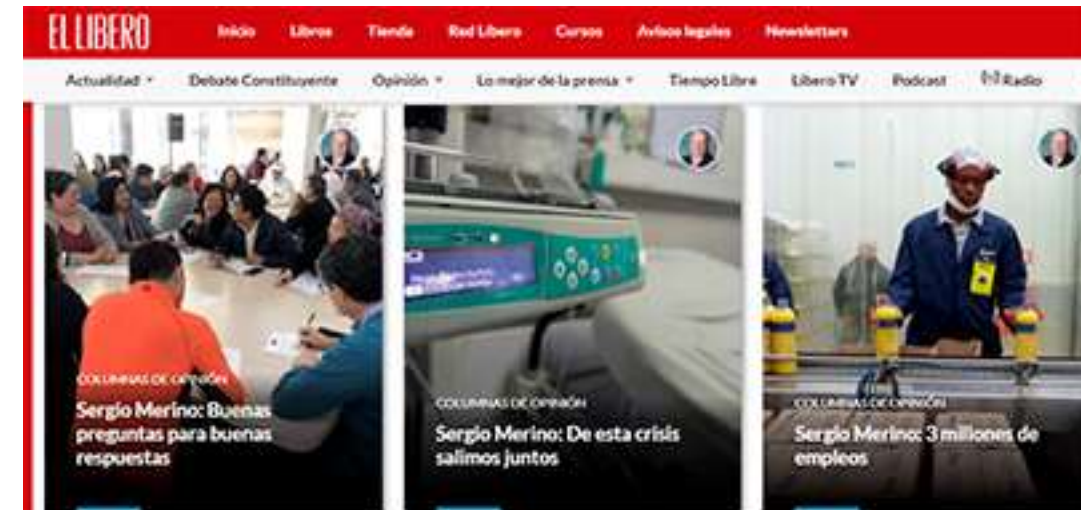 EL LIBERO
Inicio Libros Tienda Red Libero Cursos Avisos legales Newsletters
Actualidad Debate Constituyente Opinión Lo mejor de la prensa Tiempo Libre Libero TV Podcast Radio
COLUMNAS DE OPINIÓN
Sergio Merino: Buenas
preguntas para buenas
respuestas
COLUMNAS DE OPINIÓN
Sergio Merino: De esta crisis
salimos juntos
COLUMNAS DE OPINIÓN
Sergio Merino: 3 millones de
empleos